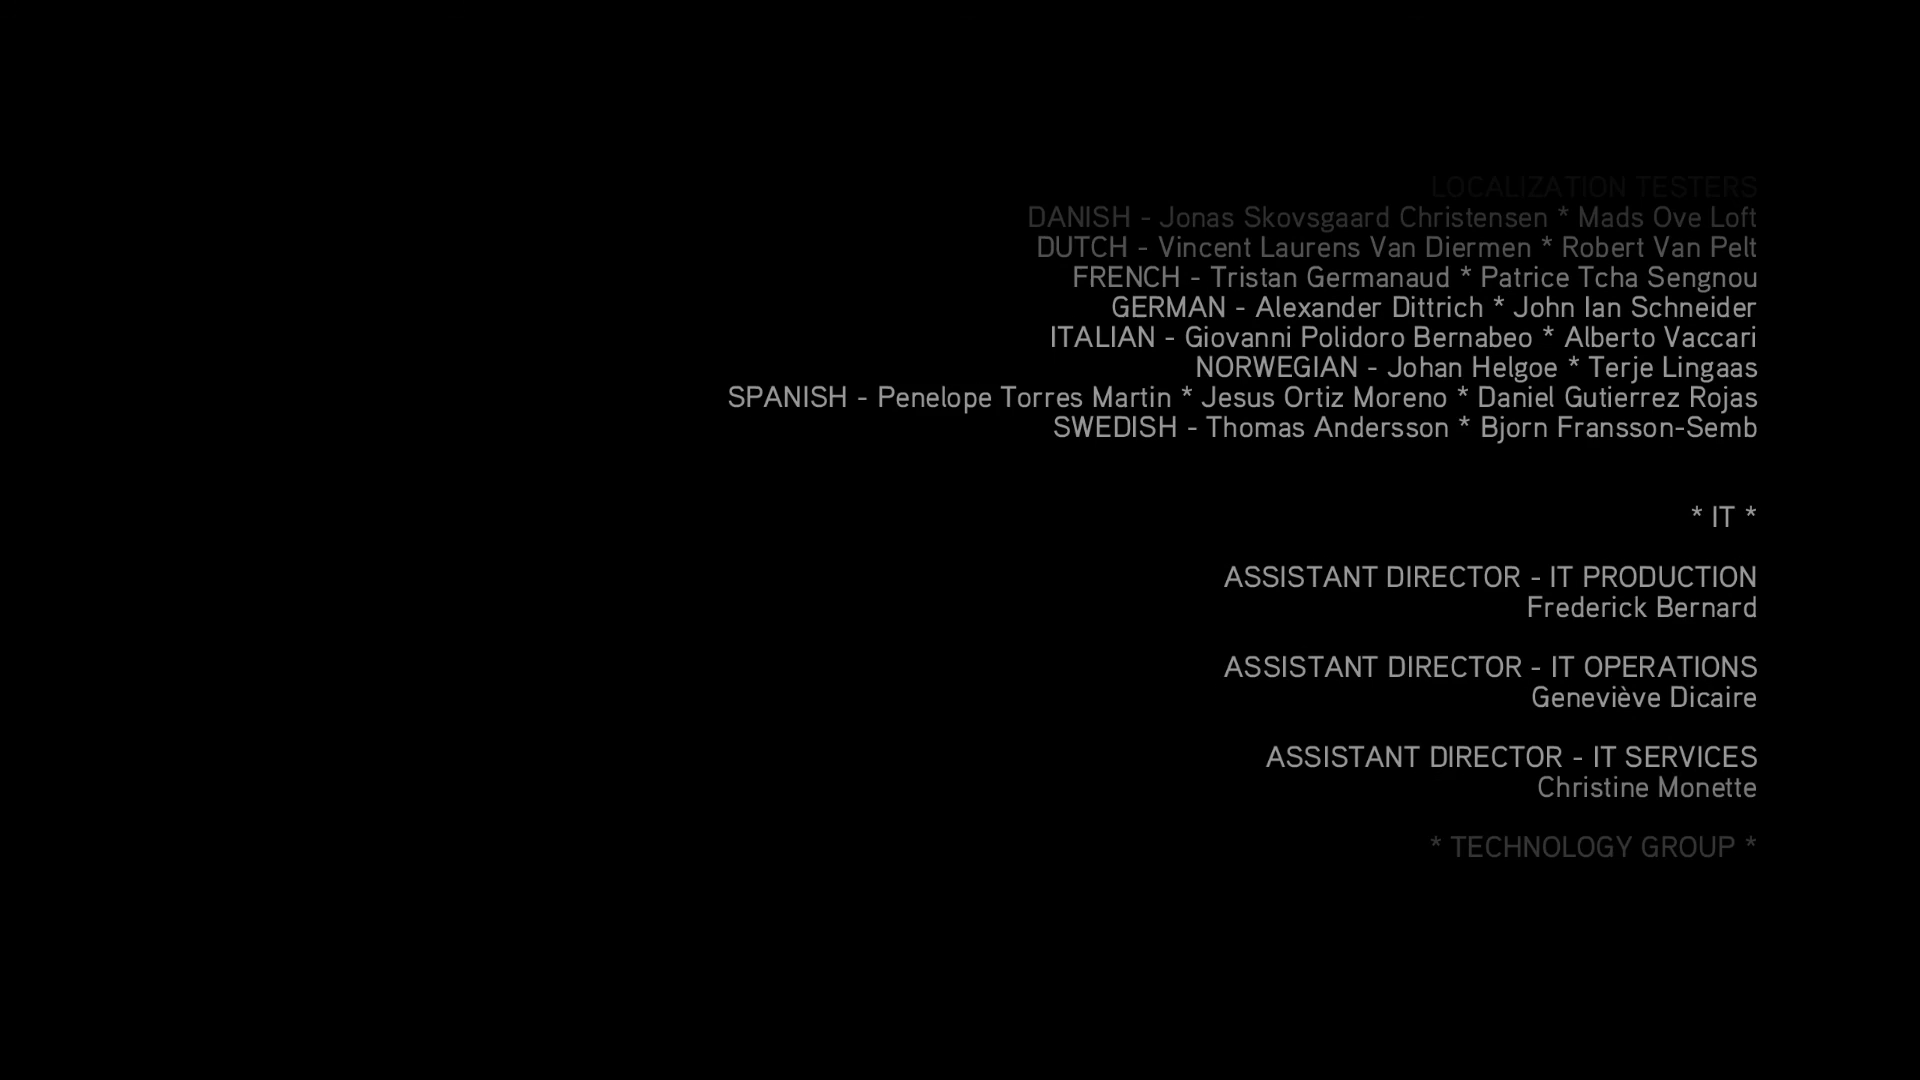 LOCALIZATION TESTERS
DANISH - Jonas Skovsgaard Christensen * Mads Ove Loft
DUTCH - Vincent Laurens Van Diermen * Robert Van Pelt
FRENCH - Tristan Germanaud * Patrice Tcha Sengnou
GERMAN - Alexander Dittrich * John Ian Schneider
ITALIAN - Giovanni Polidoro Bernabeo * Alberto Vaccari
NORWEGIAN - Johan Helgoe * Terje Lingaas
SPANISH - Penelope Torres Martin * Jesus Ortiz Moreno * Daniel Gutierrez Rojas
SWEDISH - Thomas Andersson * Bjorn Fransson-Semb
* IT *
ASSISTANT DIRECTOR - IT PRODUCTION
Frederick Bernard
ASSISTANT DIRECTOR - IT OPERATIONS
Geneviève Dicaire
ASSISTANT DIRECTOR - IT SERVICES
Christine Monette
* TECHNOLOGY GROUP *